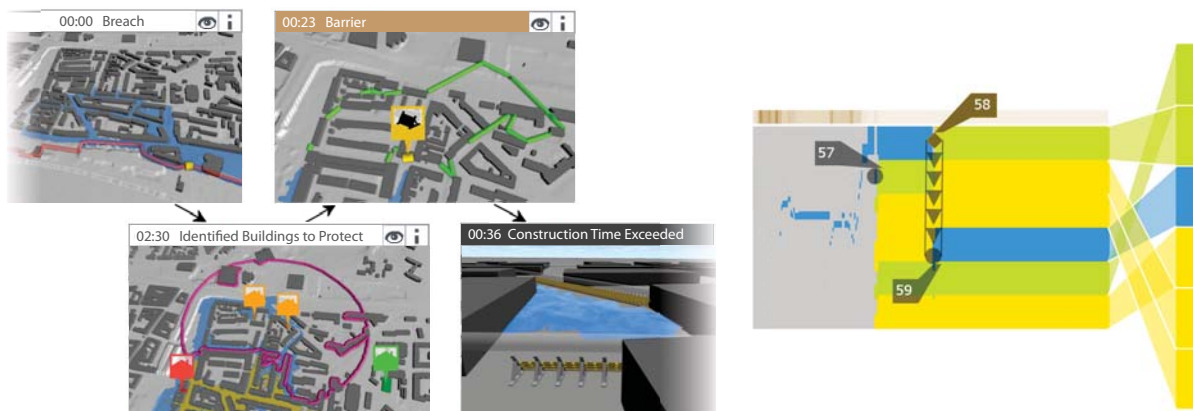 00:00 Breach
00:23 Barrier
02:30 Identified Buildings to Protect
00:36 Construction Time Exceeded
57
58
59